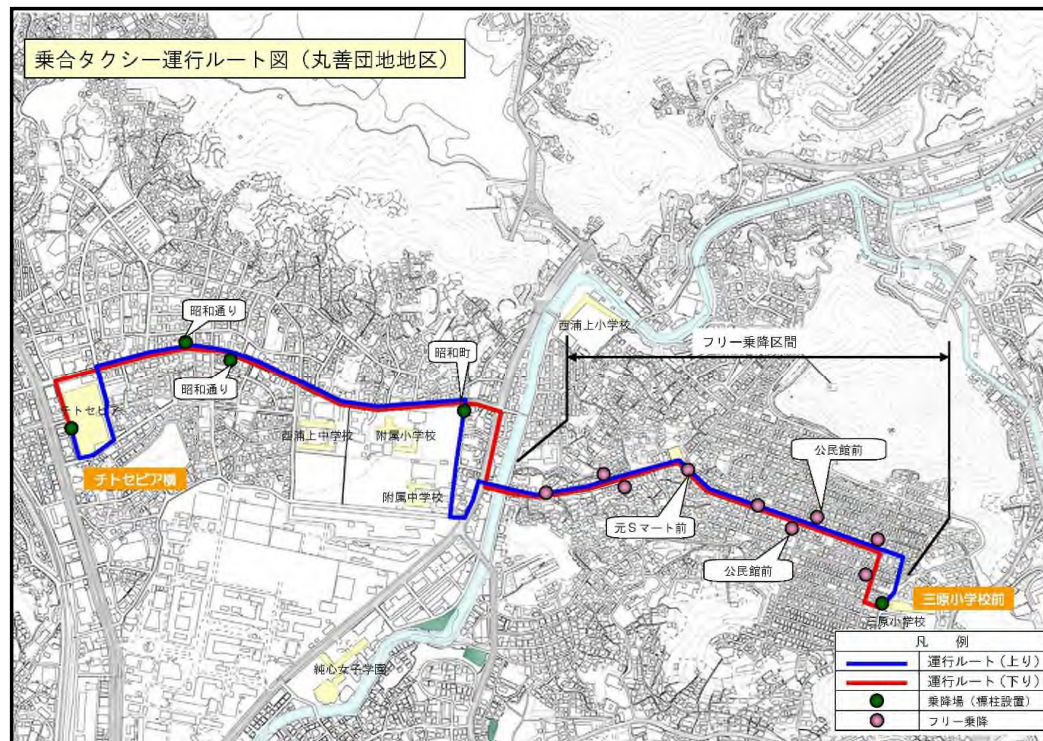 乗合タクシー運行ルート図(丸善団地地区)
昭和通り
昭和通り
昭和町
西浦上小学校
フリー乗降区間
チトセピア
チトセピア横
西浦上中学校
附属小学校
附属中学校
元Sマート前
公民館前
公民館前
三原小学校前
三原小学校
純心女子学園
凡 例
運行ルート(上り)
運行ルート(下り)
乗降場(標柱設置)
フリー乗降